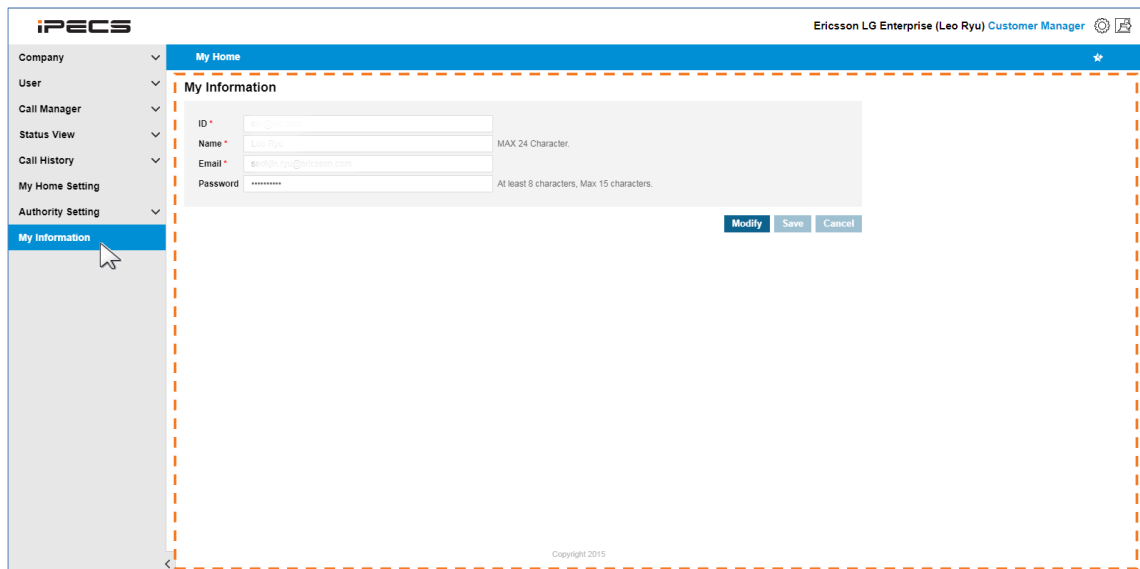 iPECS
Ericsson LG Enterprise (Leo Ryu) Customer Manager
Company
User
Call Manager
Status View
Call History
My Home Setting
Authority Setting
My Information
My Home
My Information
ID *
Name * Leo Ryu MAX 24 Character.
Email *
Password •••••••••• At least 8 characters, Max 15 characters.
Modify Save Cancel
Copyright 2015